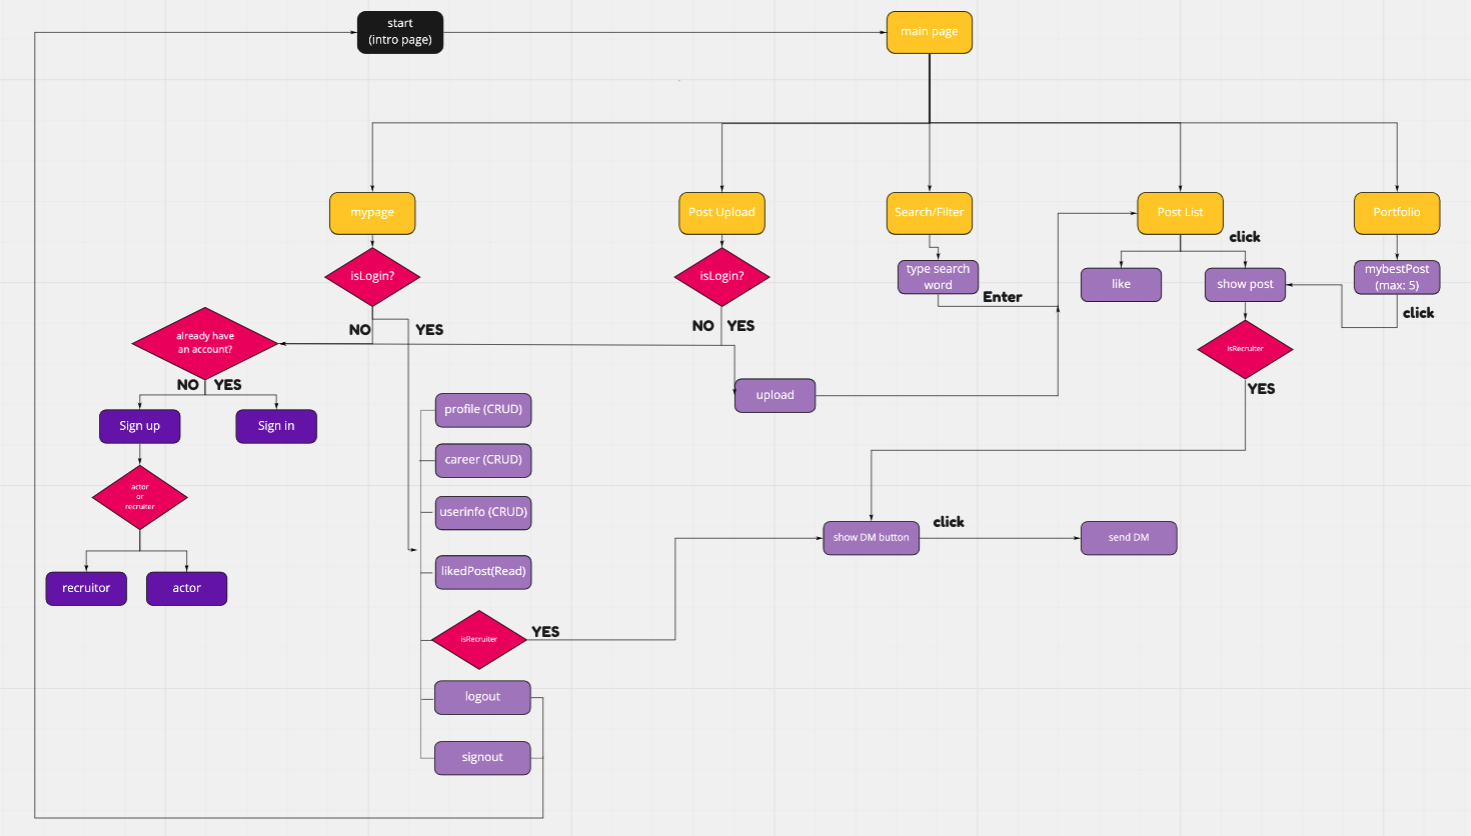 start
(intro page)
main page
mypage
Post Upload
Search/Filter
Post List
Portfolio
click
isLogin?
isLogin?
type search
word
like
show post
mybestPost
(max: 5)
Enter
click
NO
YES
NO
YES
already have
an account?
isRecruiter
NO
YES
YES
upload
profile (CRUD)
Sign up
Sign in
career (CRUD)
actor
or
recruiter
userinfo (CRUD)
click
show DM button
send DM
likedPost(Read)
recruitor
actor
isRecruiter
YES
logout
signout